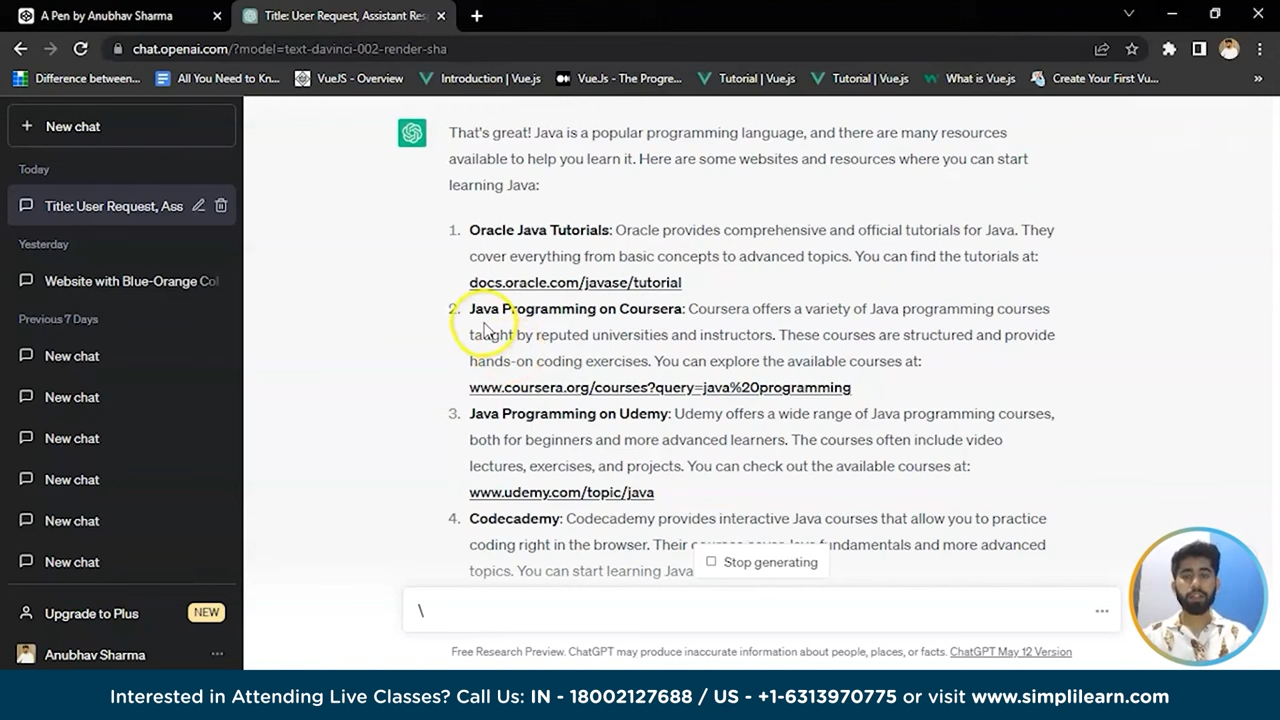 A Pen by Anubhav Sharma
Title: User Request, Assistant Res
chat.openai.com/?model=text-davinci-002-render-sha
Difference between...
All You Need to Kn...
VueJS - Overview
Introduction | Vue.js
VueJs - The Progre...
Tutorial | Vue.js
Tutorial | Vue.js
What is Vue.js
Create Your First Vu...
»
+ New chat
Today
Title: User Request, Ass
Yesterday
Website with Blue-Orange Col
Previous 7 Days
New chat
New chat
New chat
New chat
New chat
New chat
Upgrade to Plus
NEW
Anubhav Sharma
That's great! Java is a popular programming language, and there are many resources
available to help you learn it. Here are some websites and resources where you can start
learning Java:
1. Oracle Java Tutorials: Oracle provides comprehensive and official tutorials for Java. They
cover everything from basic concepts to advanced topics. You can find the tutorials at:
docs.oracle.com/javase/tutorial
2. Java Programming on Coursera: Coursera offers a variety of Java programming courses
taught by reputed universities and instructors. These courses are structured and provide
hands-on coding exercises. You can explore the available courses at:
www.coursera.org/courses?query=java%20programming
3. Java Programming on Udemy: Udemy offers a wide range of Java programming courses,
both for beginners and more advanced learners. The courses often include video
lectures, exercises, and projects. You can check out the available courses at:
www.udemy.com/topic/java
4. Codecademy: Codecademy provides interactive Java courses that allow you to practice
coding right in the browser. Their courses cover Java fundamentals and more advanced
topics. You can start learning Java
Stop generating
\
Free Research Preview. ChatGPT may produce inaccurate information about people, places, or facts. ChatGPT May 12 Version
Interested in Attending Live Classes? Call Us: IN - 18002127688 / US - +1-6313970775 or visit www.simplilearn.com